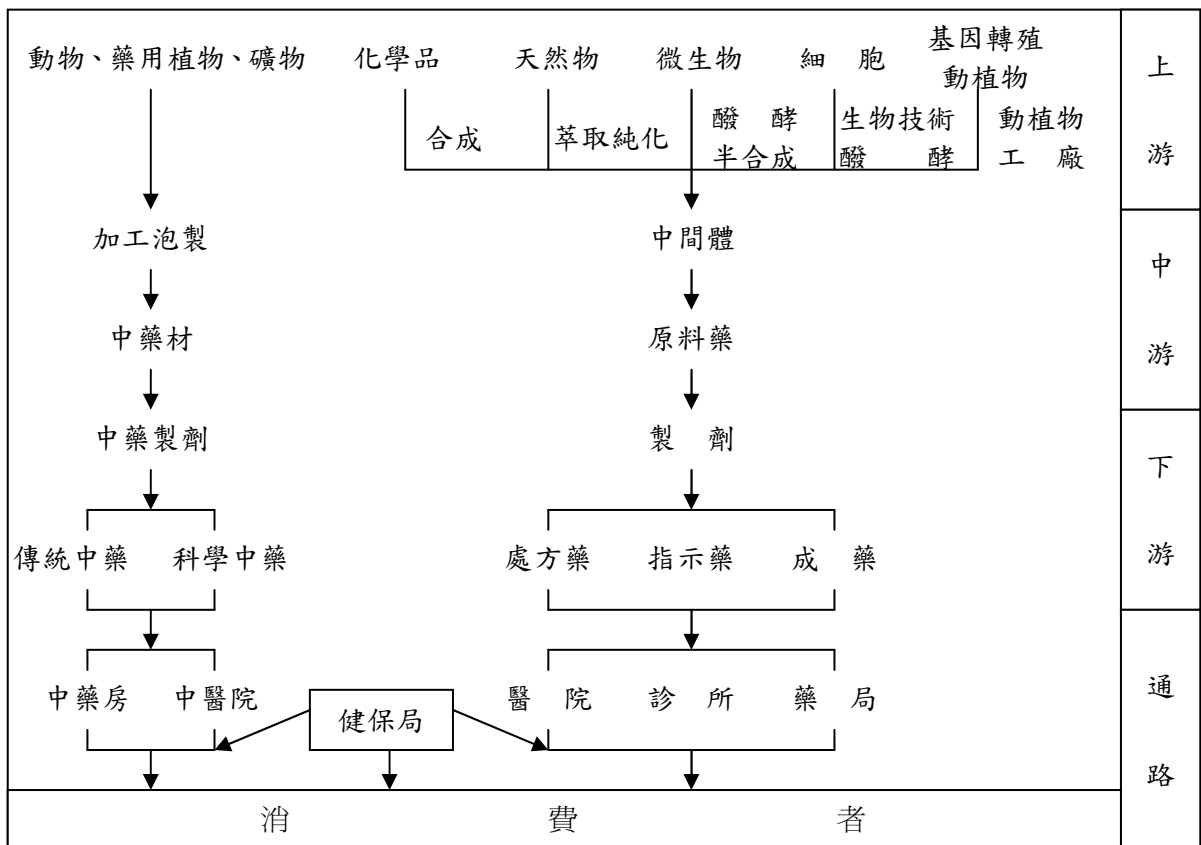 動物、藥用植物、礦物 化學品 天然物 微生物 細 胞 基因轉殖
動植物
合成 萃取純化 醱 酵 生物技術 動植物
半合成 醱 酵 工 廠
上
游
加工泡製 中間體
中藥材 原料藥
中
游
中藥製劑 製 劑
傳統中藥 科學中藥 處方藥 指示藥 成 藥
下
游
中藥房 中醫院 健保局 醫 院 診 所 藥 局
通
路
消 費 者